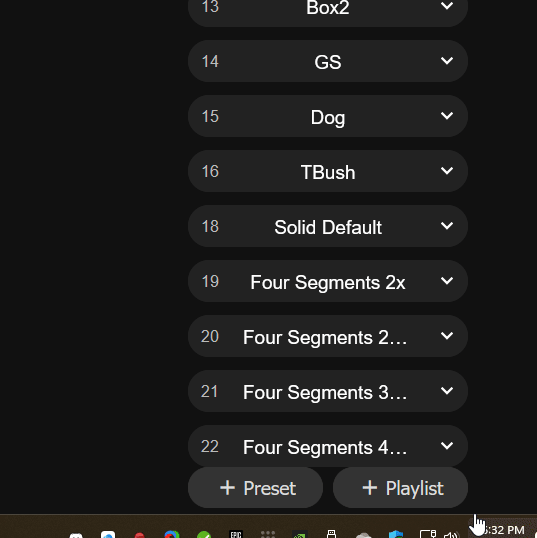 13 Box2
14 GS
15 Dog
16 TBush
18 Solid Default
19 Four Segments 2x
20 Four Segments 2...
21 Four Segments 3...
22 Four Segments 4...
+ Preset + Playlist
EPIC
:32 PM